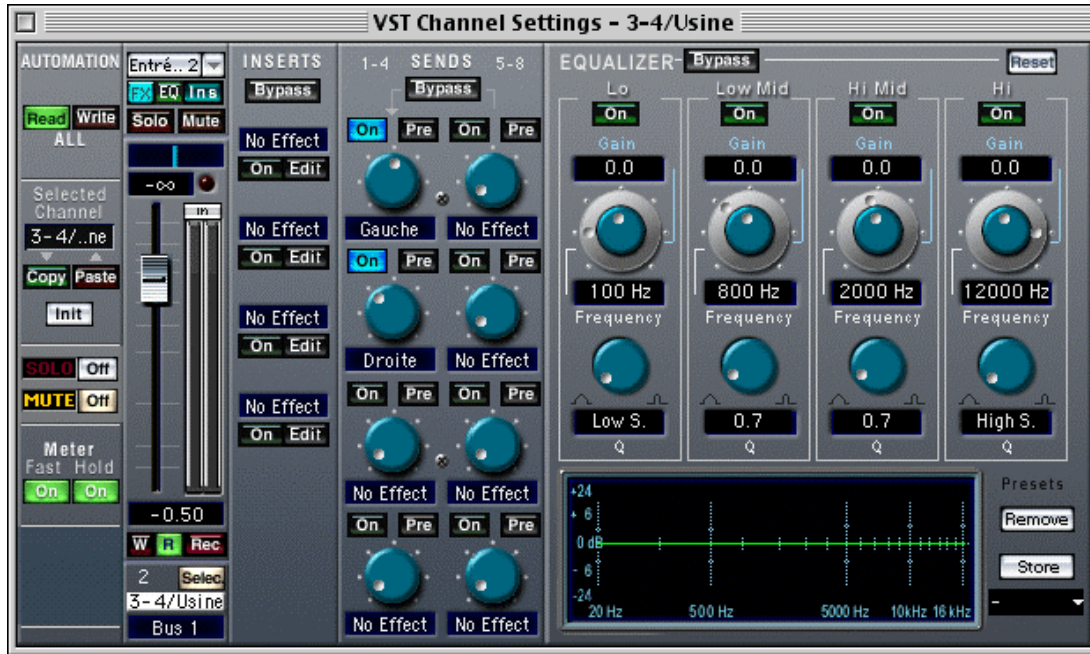 VST Channel Settings - 3-4/Usine
AUTOMATION
Read Write
ALL
Selected
Channel
3-4/..ne
Copy Paste
Init
SOLO Off
MUTE Off
Meter
Fast Hold
On On
Entré.. 2
FX EQ Ins
Solo Mute
-∞
IN
-0.50
W R Rec
2 Selec.
3-4/Usine
Bus 1
INSERTS
Bypass
No Effect
On Edit
No Effect
On Edit
No Effect
On Edit
No Effect
On Edit
1-4 SENDS 5-8
Bypass
On Pre On Pre
Gauche No Effect
On Pre On Pre
Droite No Effect
On Pre On Pre
No Effect No Effect
On Pre On Pre
No Effect No Effect
EQUALIZER Bypass Reset
Lo Low Mid Hi Mid Hi
On On On On
Gain Gain Gain Gain
0.0 0.0 0.0 0.0
100 Hz 800 Hz 2000 Hz 12000 Hz
Frequency Frequency Frequency Frequency
Low S. 0.7 0.7 High S.
Q Q Q Q
+24
+ 6
0 dB
- 6
-24
20 Hz 500 Hz 5000 Hz 10kHz 16 kHz
Presets
Remove
Store
-